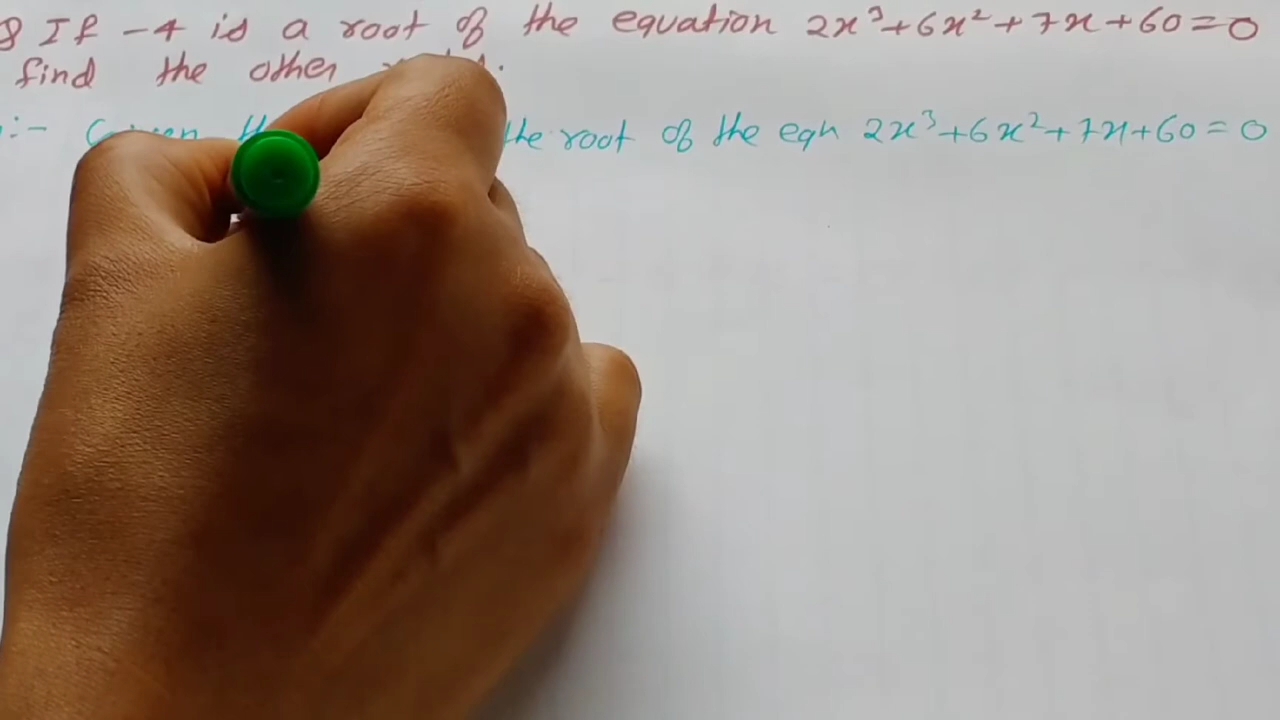 If -4 is a root of the equation 2x³+6x²+7x+60=0
find the other
:- Given the root of the eqn 2x³+6x²+7x+60=0